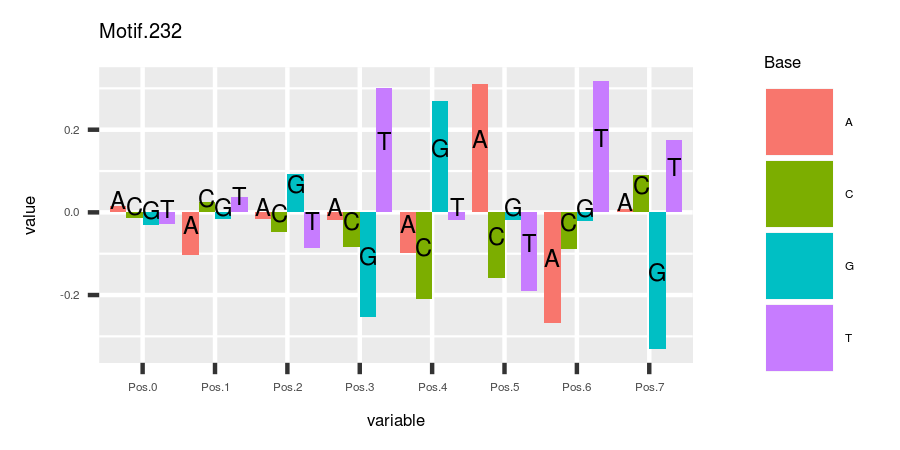 Motif.232
value
0.2
0.0
-0.2
A C G T A C G T A C G T A C G T A C G T A C G T A C G T A C G T
Pos.0 Pos.1 Pos.2 Pos.3 Pos.4 Pos.5 Pos.6 Pos.7
variable
Base
A
C
G
T